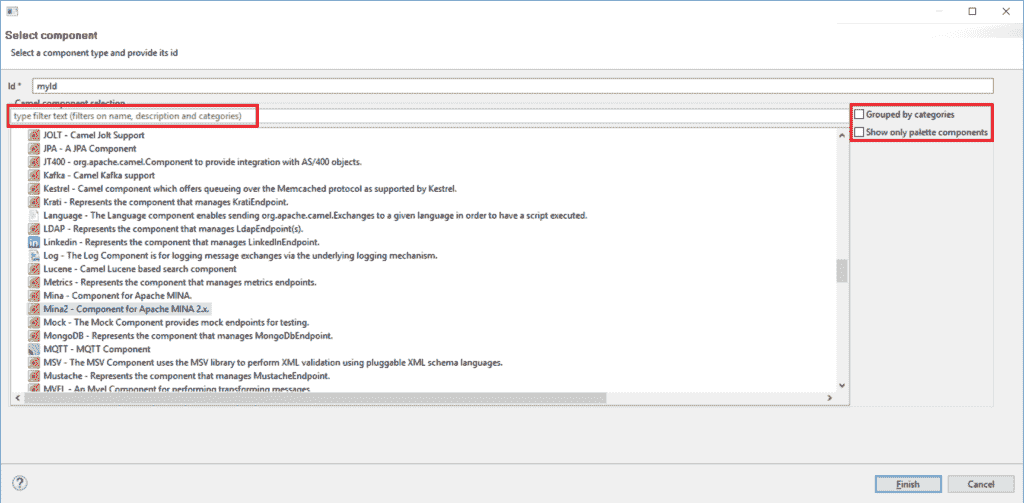 Select component
Select a component type and provide its id
Id * myId
Camel component selection
type filter text (filters on name, description and categories)
Grouped by categories
Show only palette components
JOLT - Camel Jolt Support
JPA - A JPA Component
JT400 - org.apache.camel.Component to provide integration with AS/400 objects.
Kafka - Camel Kafka support
Kestrel - Camel component which offers queueing over the Memcached protocol as supported by Kestrel.
Krati - Represents the component that manages KratiEndpoint.
Language - The Language component enables sending org.apache.camel.Exchanges to a given language in order to have a script executed.
LDAP - Represents the component that manages LdapEndpoint(s).
Linkedin - Represents the component that manages LinkedInEndpoint.
Log - The Log Component is for logging message exchanges via the underlying logging mechanism.
Lucene - Camel Lucene based search component
Metrics - Represents the component that manages metrics endpoints.
Mina - Component for Apache MINA.
Mina2 - Component for Apache MINA 2.x.
Mock - The Mock Component provides mock endpoints for testing.
MongoDB - Represents the component that manages MongoDbEndpoint.
MQTT - MQTT Component
MSV - The MSV Component uses the MSV library to perform XML validation using pluggable XML schema languages.
Mustache - Represents the component that manages MustacheEndpoint.
MVEL - An Mvel Component for performing transforming messages
Finish
Cancel